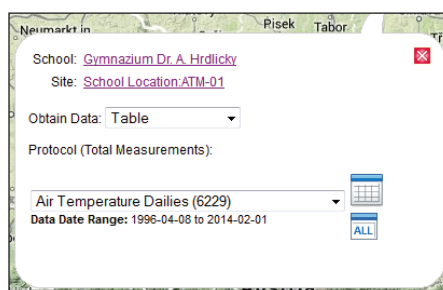 Neumarkt in
Pisek
Tabor
School: Gymnazium Dr. A. Hrdlicky
Site: School Location:ATM-01
Obtain Data: Table
Protocol (Total Measurements):
Air Temperature Dailies (6229)
Data Date Range: 1996-04-08 to 2014-02-01
ALL